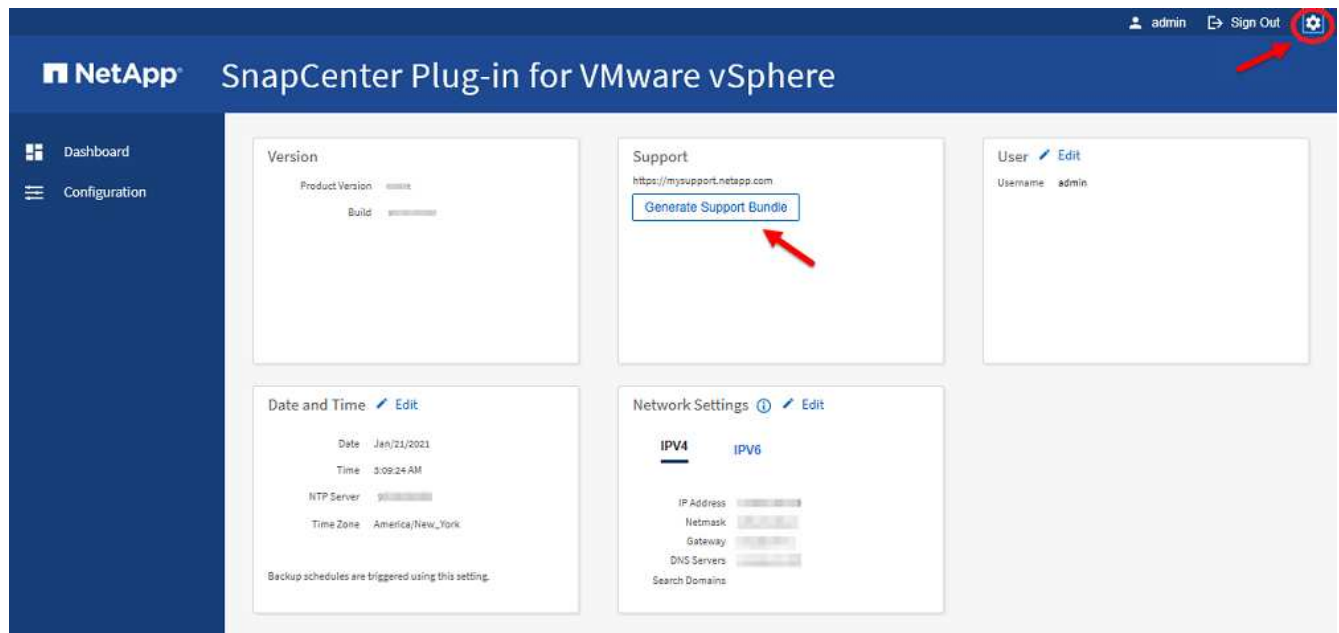 admin Sign Out
NetApp SnapCenter Plug-in for VMware vSphere
Dashboard
Configuration
Version
Product Version
Build
Support
https://mysupport.netapp.com
Generate Support Bundle
User Edit
Username admin
Date and Time Edit
Date Jan/21/2021
Time 3:09:24 AM
NTP Server
Time Zone America/New_York
Backup schedules are triggered using this setting.
Network Settings Edit
IPV4 IPV6
IP Address
Netmask
Gateway
DNS Servers
Search Domains